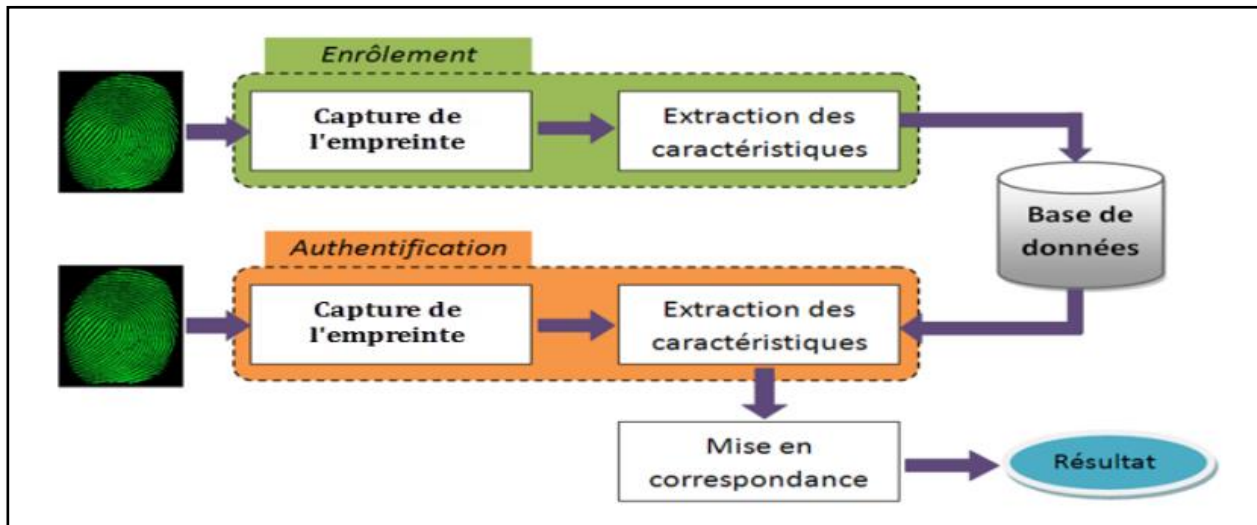 Enrôlement
Capture de
l'empreinte
Extraction des
caractéristiques
Base de
données
Authentification
Capture de
l'empreinte
Extraction des
caractéristiques
Mise en
correspondance
Résultat